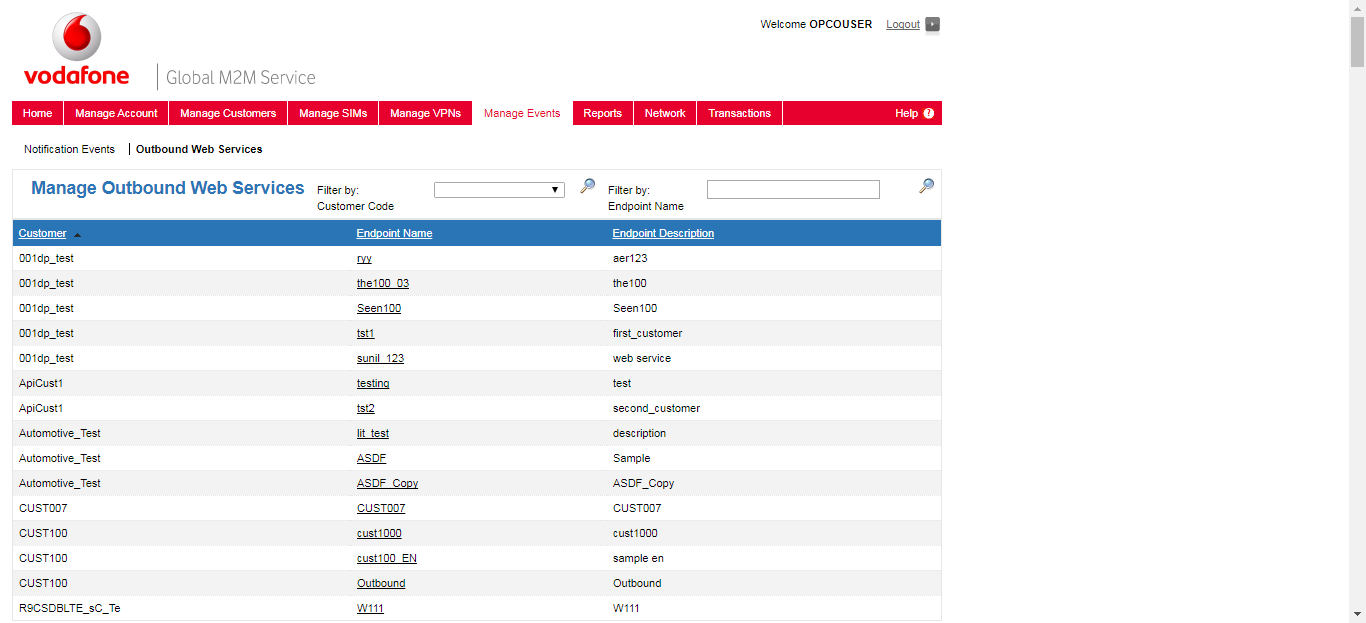 Welcome OPCOUSER Logout
vodafone Global M2M Service
Home Manage Account Manage Customers Manage SIMs Manage VPNs Manage Events Reports Network Transactions Help ?
Notification Events Outbound Web Services
Manage Outbound Web Services Filter by: Filter by:
Customer Code Endpoint Name
Customer Endpoint Name Endpoint Description
001dp_test ryv aer123
001dp_test the100_03 the100
001dp_test Seen100 Seen100
001dp_test tst1 first_customer
001dp_test sunil_123 web service
ApiCust1 testing test
ApiCust1 tst2 second_customer
Automotive_Test lit_test description
Automotive_Test ASDF Sample
Automotive_Test ASDF_Copy ASDF_Copy
CUST007 CUST007 CUST007
CUST100 cust1000 cust1000
CUST100 cust100_EN sample en
CUST100 Outbound Outbound
R9CSDBLTE_sC_Te W111 W111